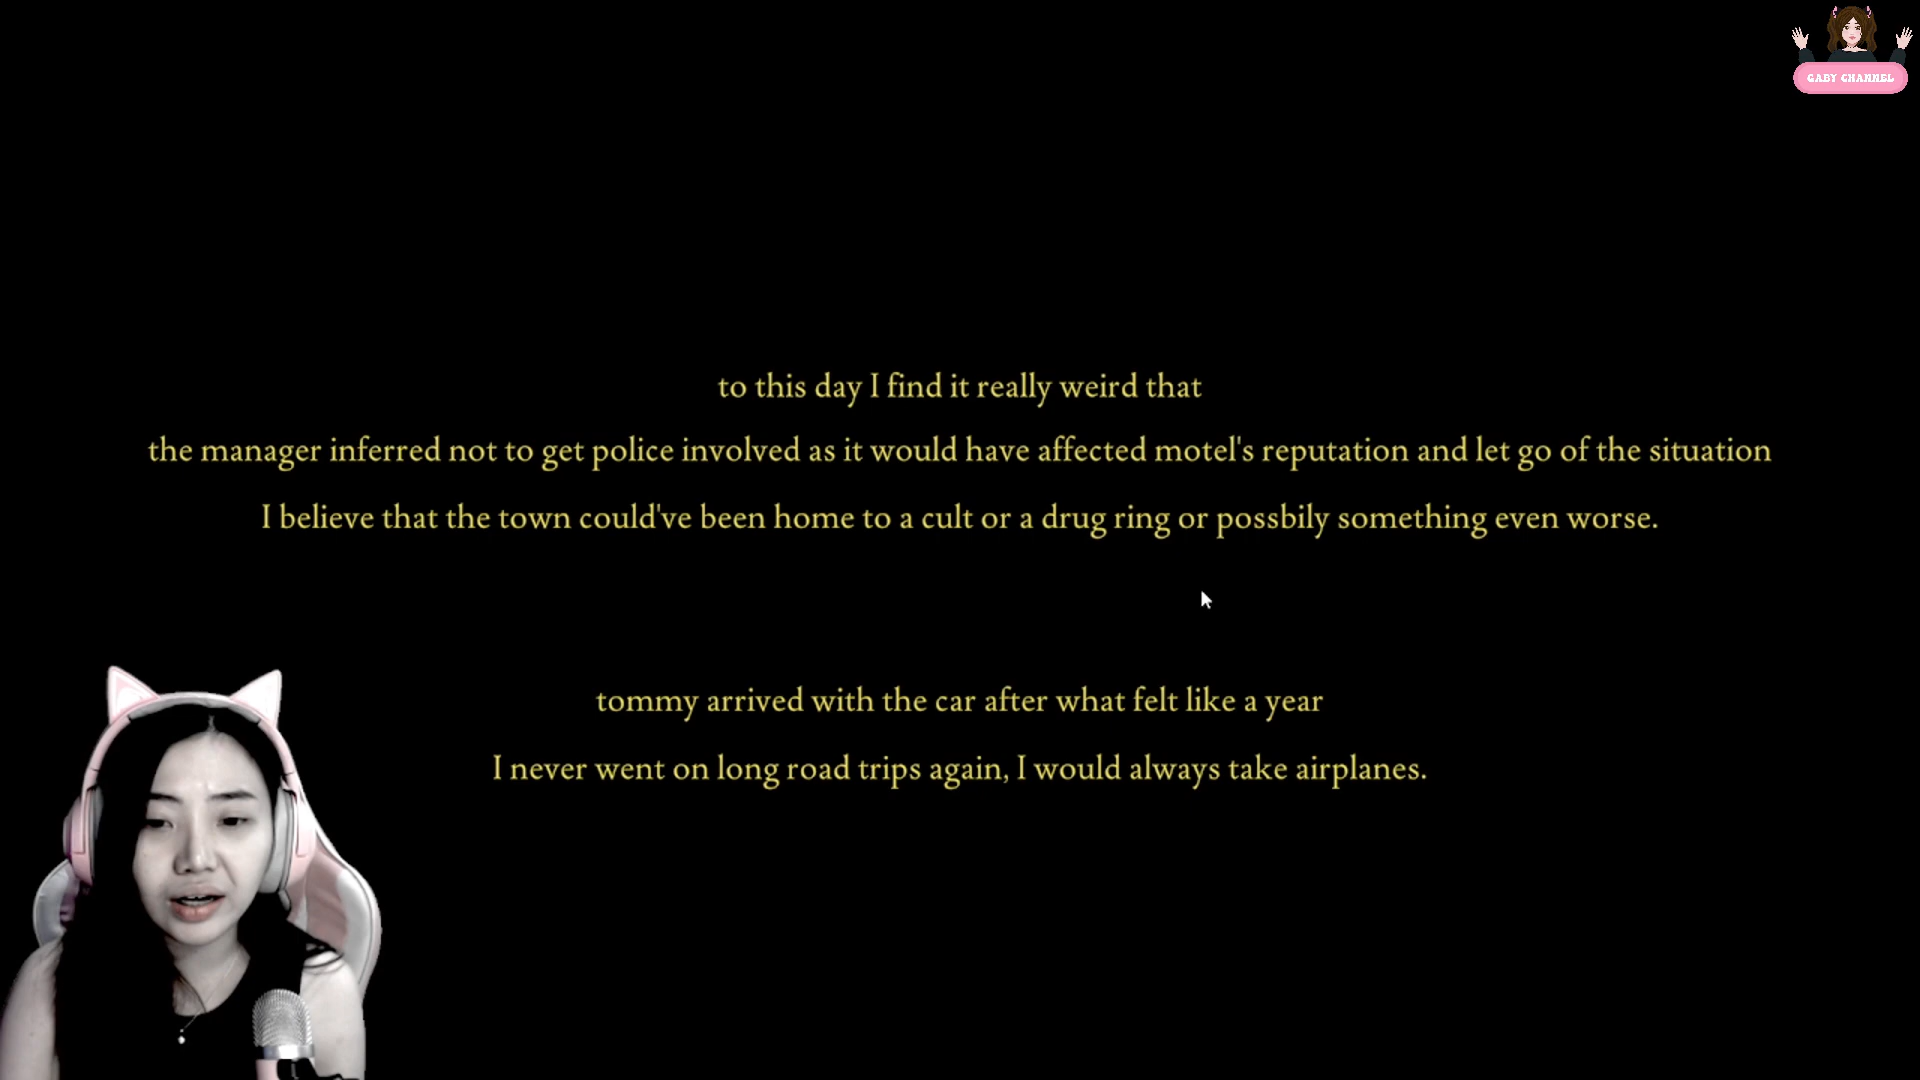 GABY CHANNEL
to this day I find it really weird that
the manager inferred not to get police involved as it would have affected motel's reputation and let go of the situation
I believe that the town could've been home to a cult or a drug ring or possbily something even worse.
tommy arrived with the car after what felt like a year
I never went on long road trips again, I would always take airplanes.